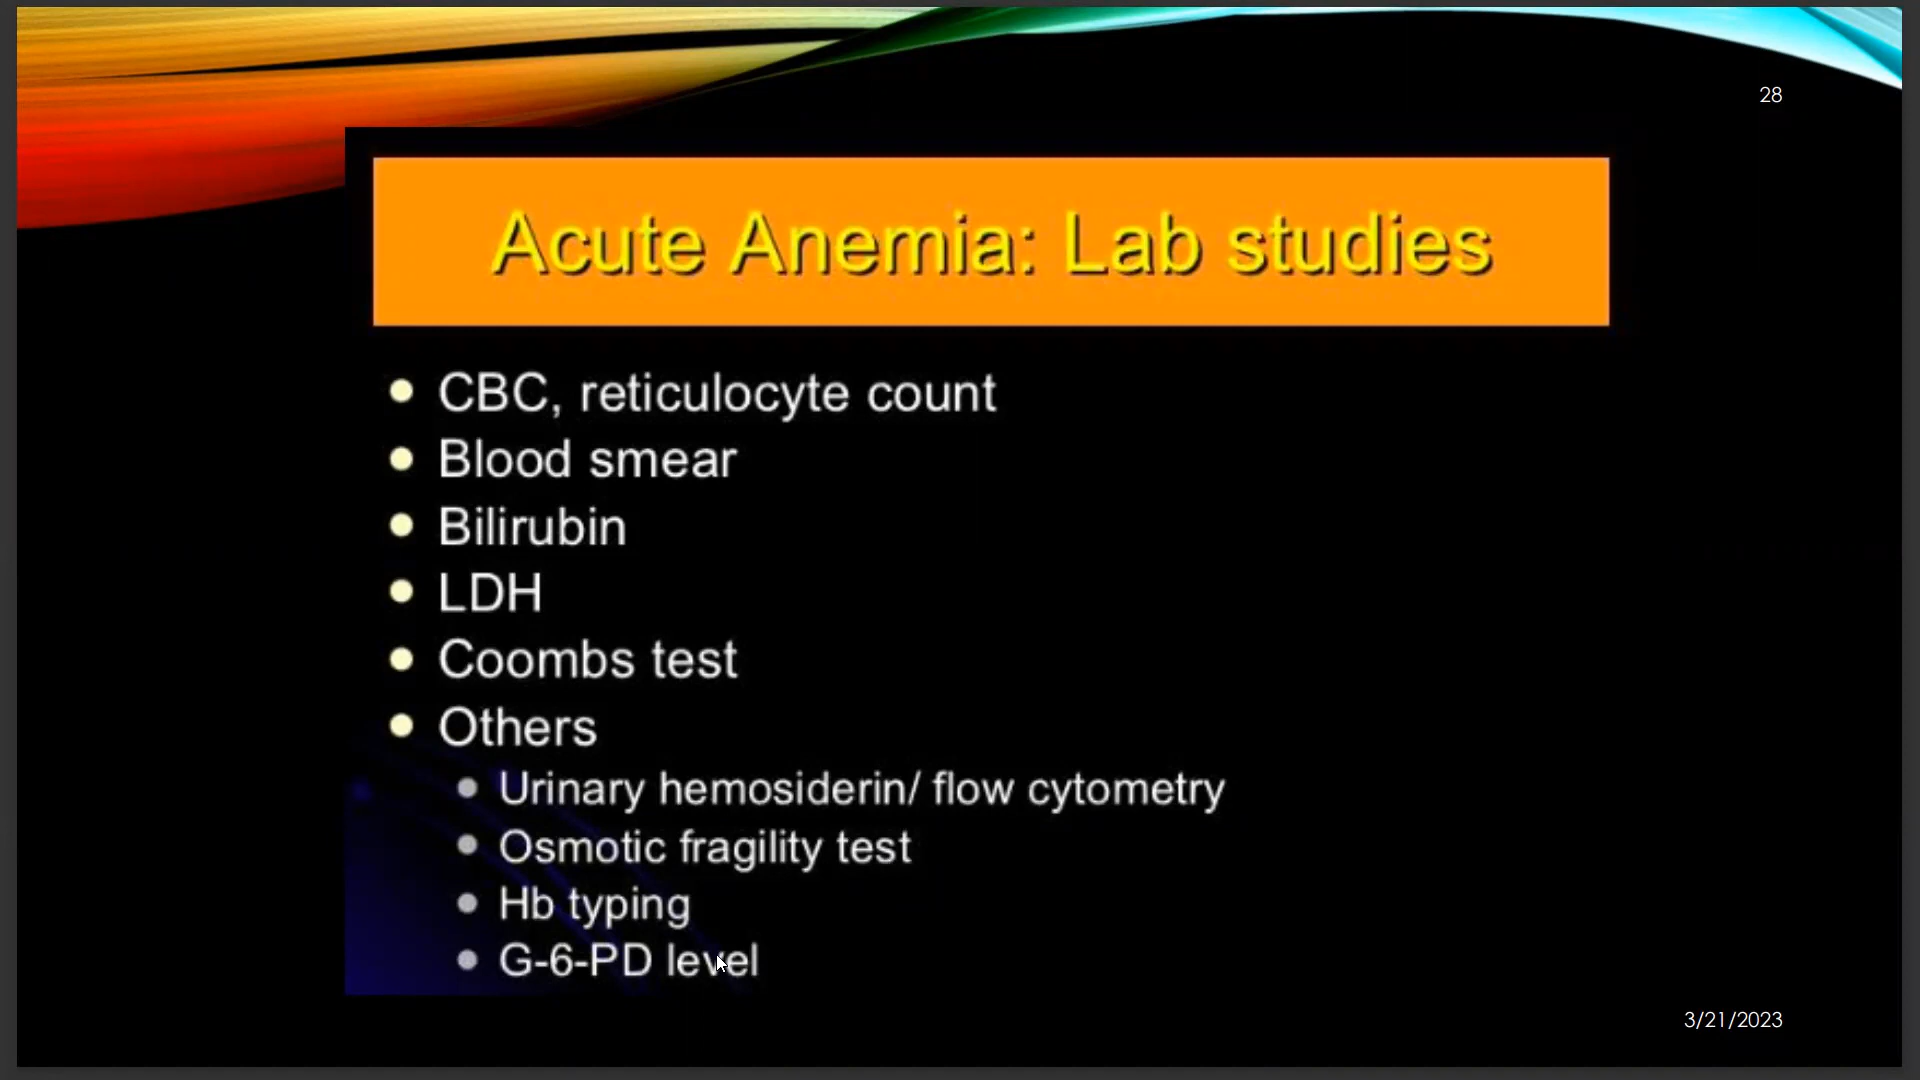 28
Acute Anemia: Lab studies
CBC, reticulocyte count
Blood smear
Bilirubin
LDH
Coombs test
Others
Urinary hemosiderin/ flow cytometry
Osmotic fragility test
Hb typing
G-6-PD level
3/21/2023